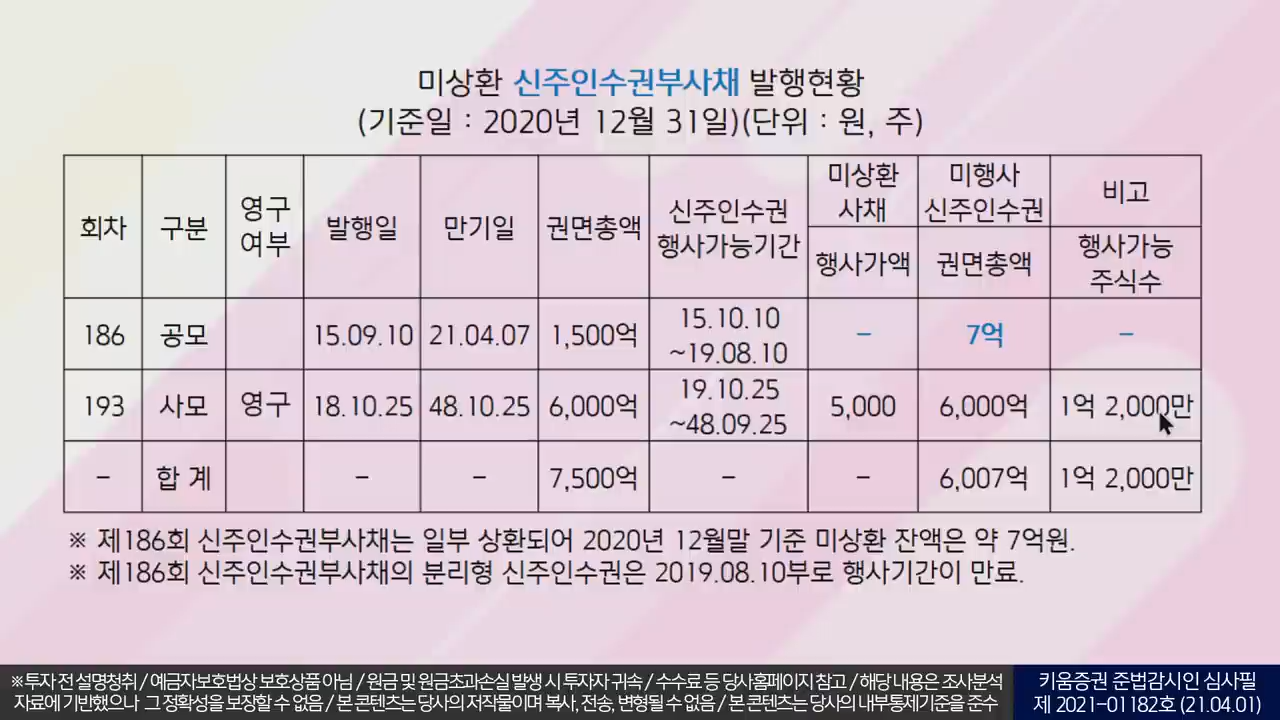 미상환 신주인수권부사채 발행현황
(기준일 : 2020년 12월 31일)(단위 : 원, 주)
회차 구분 영구 여부 발행일 만기일 권면총액 신주인수권 행사가능기간 미상환 사채 미행사 신주인수권 비고
행사가액 권면총액 행사가능 주식수
186 공모 15.09.10 21.04.07 1,500억 15.10.10 ~19.08.10 - 7억 -
193 사모 영구 18.10.25 48.10.25 6,000억 19.10.25 ~48.09.25 5,000 6,000억 1억 2,000만
- 합 계 - - 7,500억 - - 6,007억 1억 2,000만
※ 제186회 신주인수권부사채는 일부 상환되어 2020년 12월말 기준 미상환 잔액은 약 7억원.
※ 제186회 신주인수권부사채의 분리형 신주인수권은 2019.08.10부로 행사기간이 만료.
※투자 전 설명청취 / 예금자보호법상 보호상품 아님 / 원금 및 원금초과손실 발생 시 투자자 귀속 / 수수료 등 당사홈페이지 참고 / 해당 내용은 조사분석
자료에 기반했으나 그 정확성을 보장할 수 없음 / 본 콘텐츠는 당사의 저작물이며 복사, 전송, 변형될 수 없음 / 본 콘텐츠는 당사의 내부통제기준을 준수
키움증권 준법감시인 심사필
제 2021-01182호 (21.04.01)